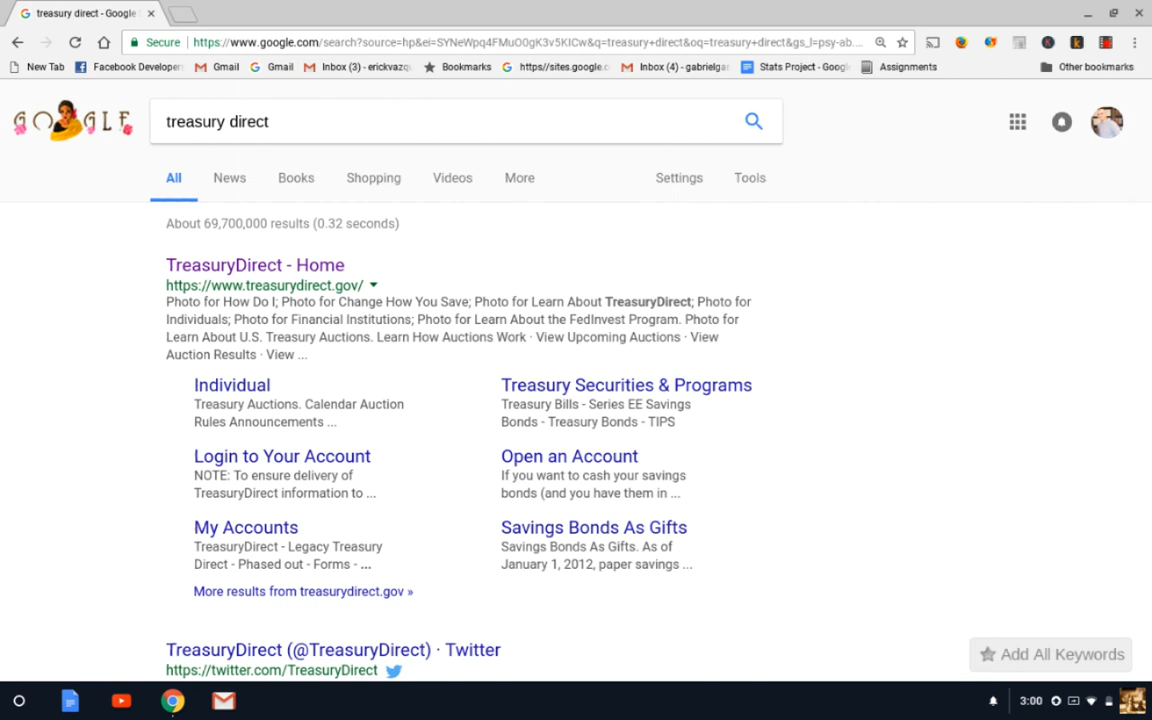 treasury direct - Google
Secure
https://www.google.com/search?source=hp&ei=SYNeWpq4FMuO0gK3v5KICw&q=treasury+direct&oq=treasury+direct&gs_l=psy-ab...
New Tab
Facebook Developer
Gmail
Gmail
Inbox (3) - erickvazq
Bookmarks
https//sites.google.c
Inbox (4) - gabrielga
Stats Project - Googl
Assignments
Other bookmarks
GOOGLE
treasury direct
All
News
Books
Shopping
Videos
More
Settings
Tools
About 69,700,000 results (0.32 seconds)
TreasuryDirect - Home
https://www.treasurydirect.gov/
Photo for How Do I; Photo for Change How You Save; Photo for Learn About TreasuryDirect; Photo for
Individuals; Photo for Financial Institutions; Photo for Learn About the FedInvest Program. Photo for
Learn About U.S. Treasury Auctions. Learn How Auctions Work · View Upcoming Auctions · View
Auction Results · View ...
Individual
Treasury Auctions. Calendar Auction
Rules Announcements ...
Treasury Securities & Programs
Treasury Bills - Series EE Savings
Bonds - Treasury Bonds - TIPS
Login to Your Account
NOTE: To ensure delivery of
TreasuryDirect information to ...
Open an Account
If you want to cash your savings
bonds (and you have them in ...
My Accounts
TreasuryDirect - Legacy Treasury
Direct - Phased out - Forms - ...
Savings Bonds As Gifts
Savings Bonds As Gifts. As of
January 1, 2012, paper savings ...
More results from treasurydirect.gov »
TreasuryDirect (@TreasuryDirect) · Twitter
https://twitter.com/TreasuryDirect
Add All Keywords
3:00